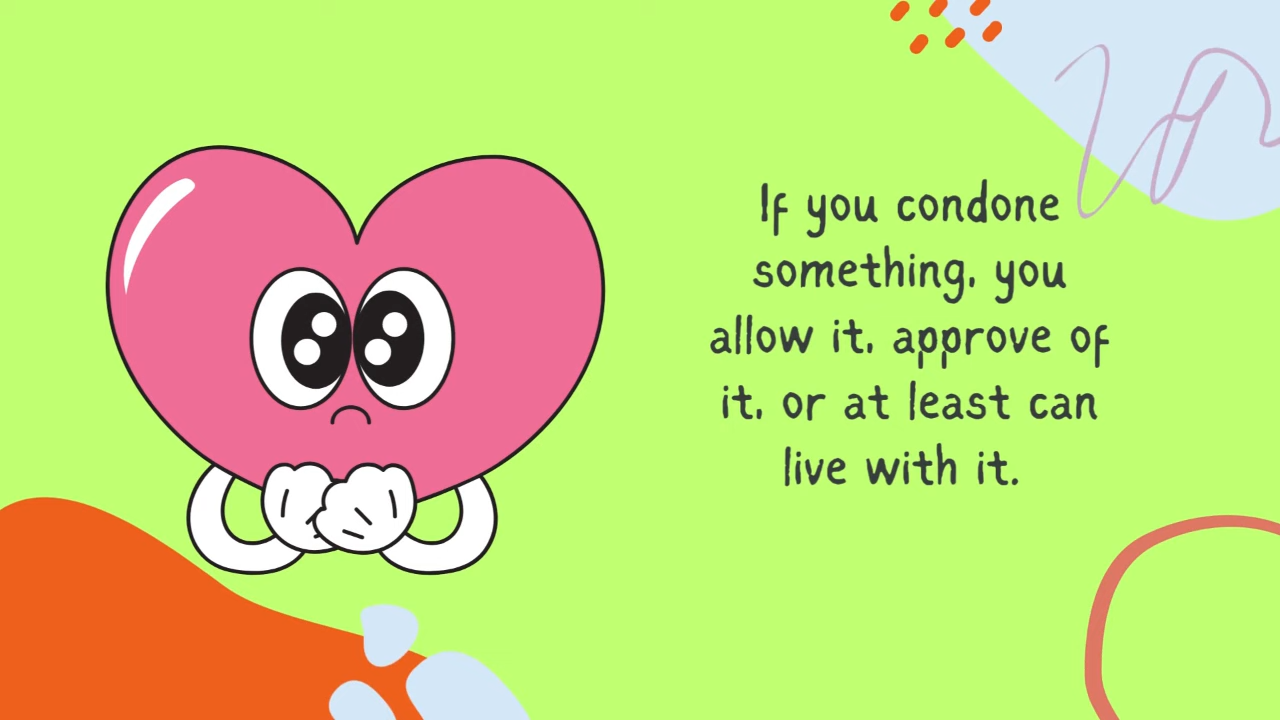 If you condone
something, you
allow it, approve of
it, or at least can
live with it.